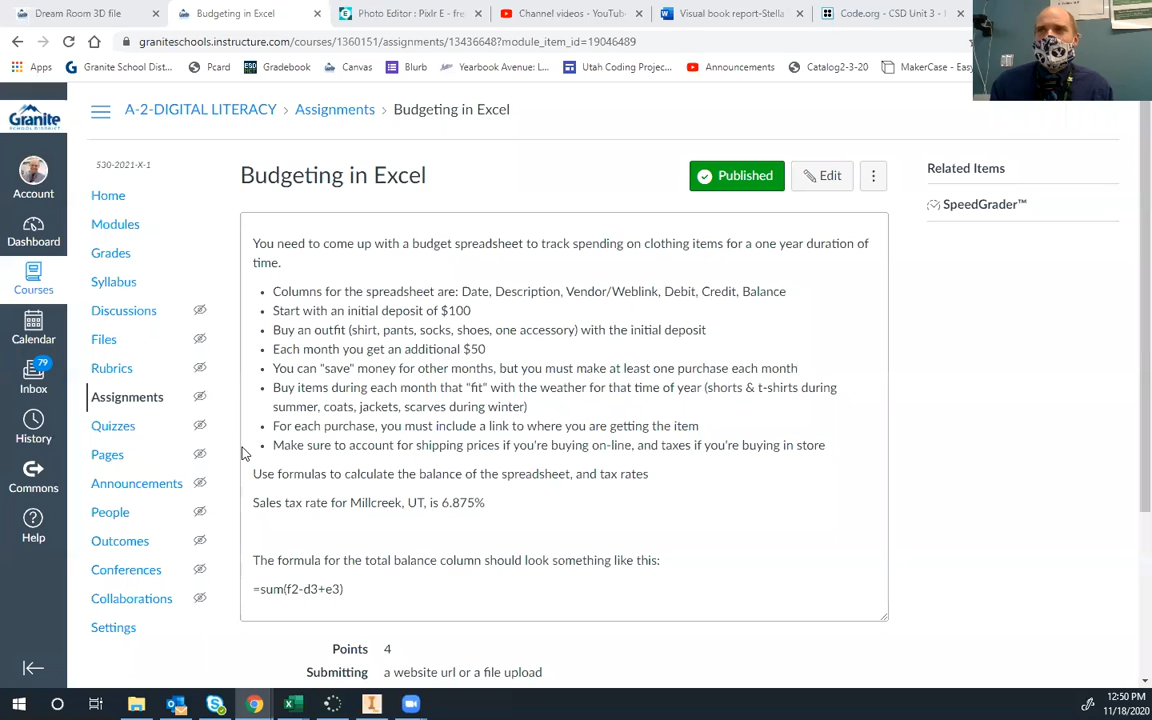 Dream Room 3D file
Budgeting in Excel
Photo Editor : Pixlr E - fre
Channel videos - YouTub
Visual book report-Stella
Code.org - CSD Unit 3 -
graniteschools.instructure.com/courses/1360151/assignments/13436648?module_item_id=19046489
Apps
Granite School Dist...
Pcard
Gradebook
Canvas
Blurb
Yearbook Avenue: L...
Utah Coding Projec...
Announcements
Catalog2-3-20
MakerCase - Easy
Granite
SCHOOL DISTRICT
Account
Dashboard
Courses
Calendar
79
Inbox
History
Commons
Help
A-2-DIGITAL LITERACY > Assignments > Budgeting in Excel
530-2021-X-1
Home
Modules
Grades
Syllabus
Discussions
Files
Rubrics
Assignments
Quizzes
Pages
Announcements
People
Outcomes
Conferences
Collaborations
Settings
Budgeting in Excel
Published
Edit
Related Items
SpeedGrader™
You need to come up with a budget spreadsheet to track spending on clothing items for a one year duration of
time.
• Columns for the spreadsheet are: Date, Description, Vendor/Weblink, Debit, Credit, Balance
• Start with an initial deposit of $100
• Buy an outfit (shirt, pants, socks, shoes, one accessory) with the initial deposit
• Each month you get an additional $50
• You can "save" money for other months, but you must make at least one purchase each month
• Buy items during each month that "fit" with the weather for that time of year (shorts & t-shirts during
summer, coats, jackets, scarves during winter)
• For each purchase, you must include a link to where you are getting the item
• Make sure to account for shipping prices if you're buying on-line, and taxes if you're buying in store
Use formulas to calculate the balance of the spreadsheet, and tax rates
Sales tax rate for Millcreek, UT, is 6.875%
The formula for the total balance column should look something like this:
=sum(f2-d3+e3)
Points 4
Submitting a website url or a file upload
12:50 PM
11/18/2020